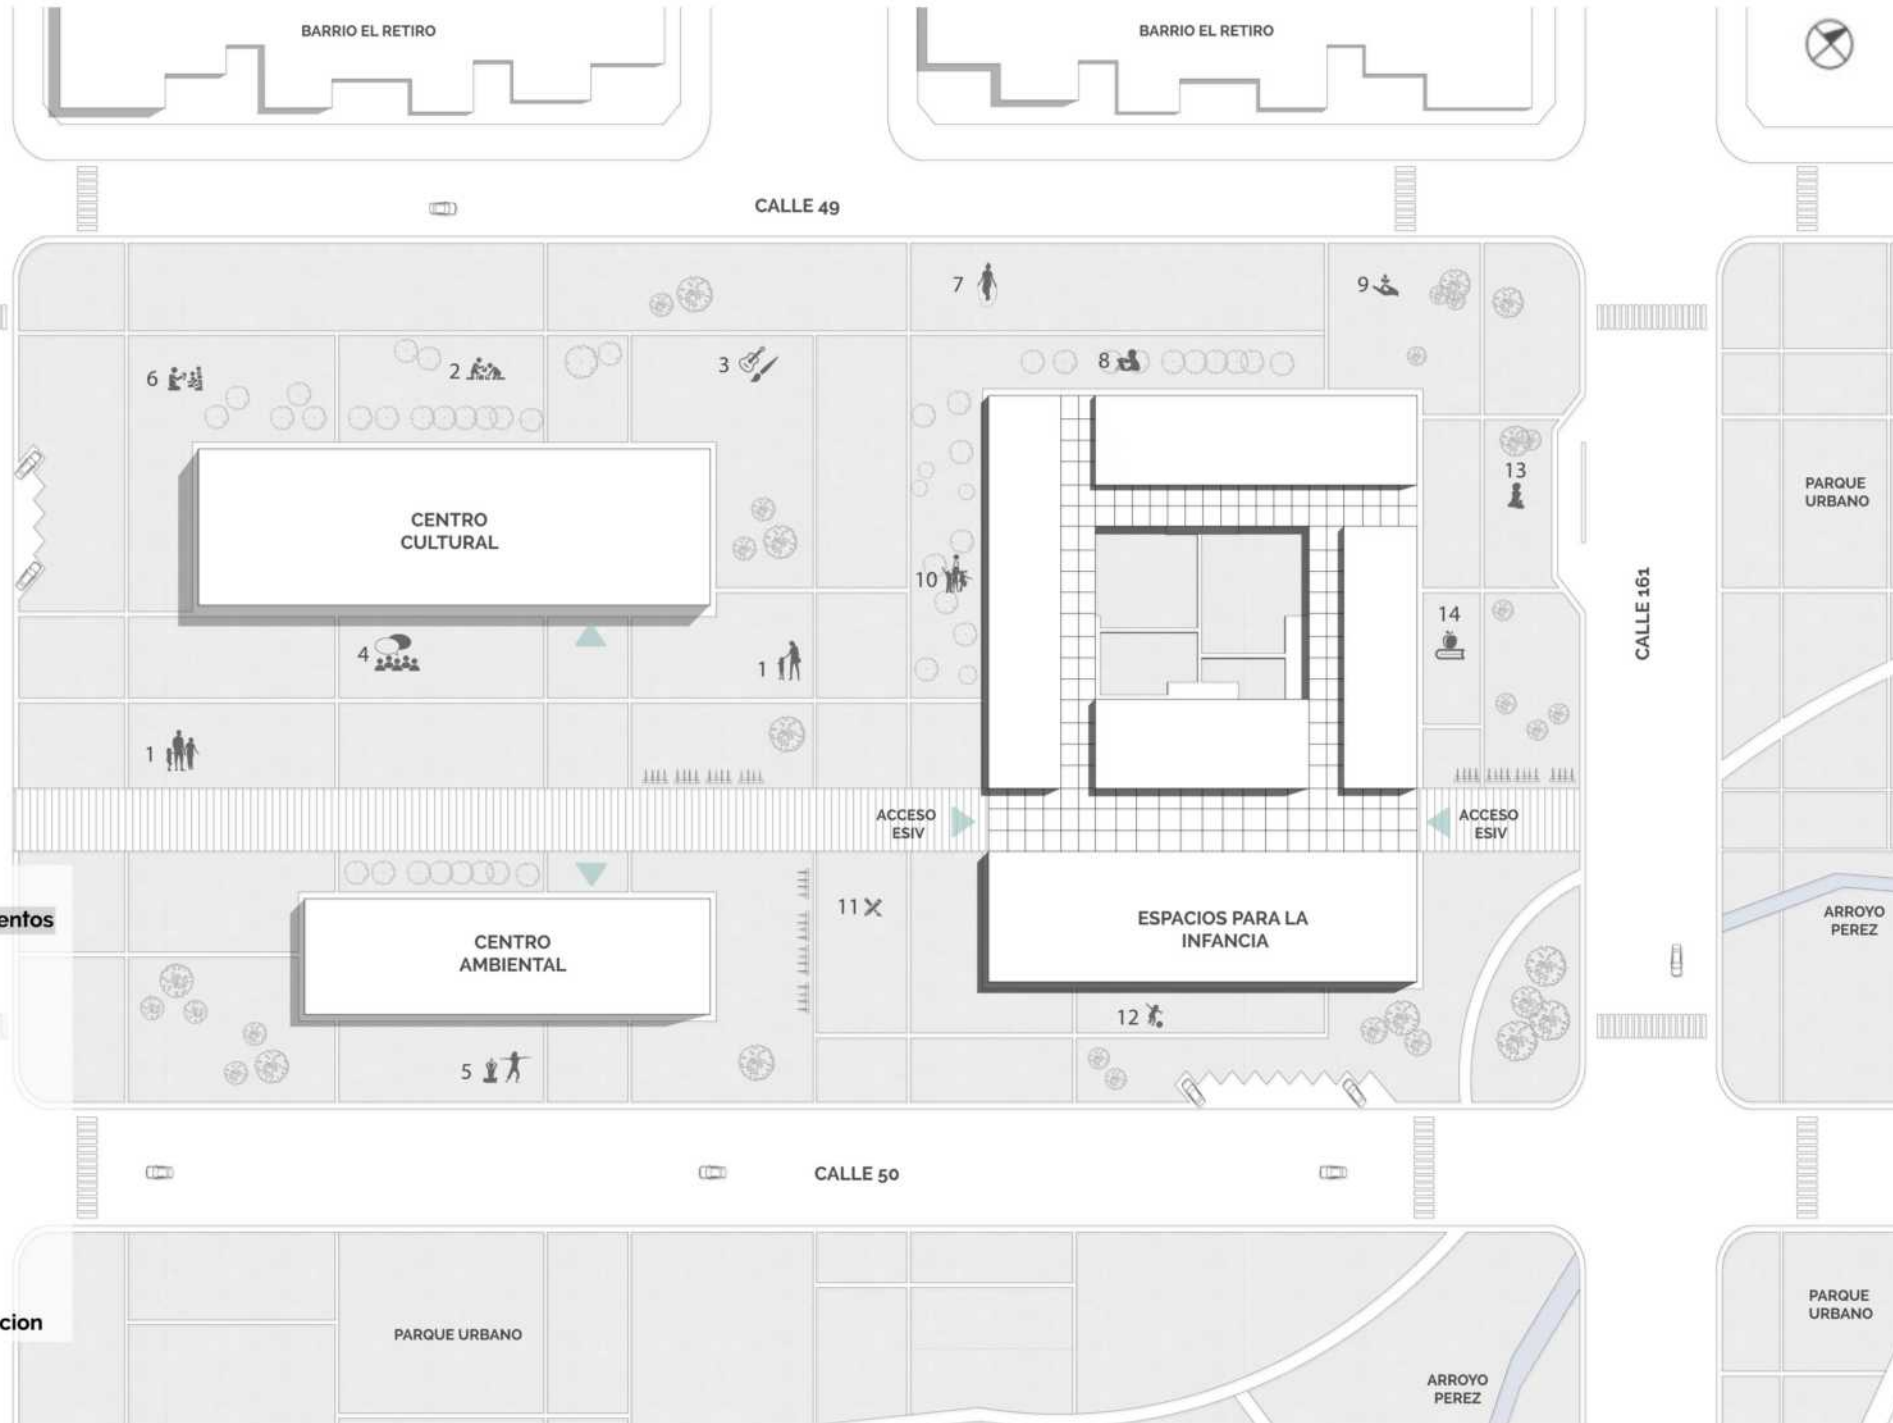 BARRIO EL RETIRO
BARRIO EL RETIRO
CALLE 49
7
9
6
2
3
8
13
PARQUE
URBANO
CENTRO
CULTURAL
10
CALLE 161
14
4
1
1
ACCESO
ESIV
ACCESO
ESIV
11
entos
ESPACIOS PARA LA
INFANCIA
ARROYO
PEREZ
CENTRO
AMBIENTAL
12
5
CALLE 50
PARQUE
URBANO
cion
PARQUE URBANO
ARROYO
PEREZ